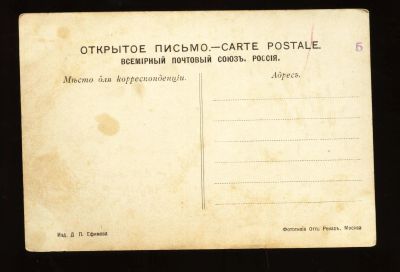 ОТКРЫТОЕ ПИСЬМО.—CARTE POSTALE.
ВСЕМІРНЫЙ ПОЧТОВЫЙ СОЮЗЪ. РОССІЯ.
Б
Мѣсто для корреспонденціи.
Адресъ.
Изд. Д. П. Ефимова
Фототипія Отто Ренаръ, Москва